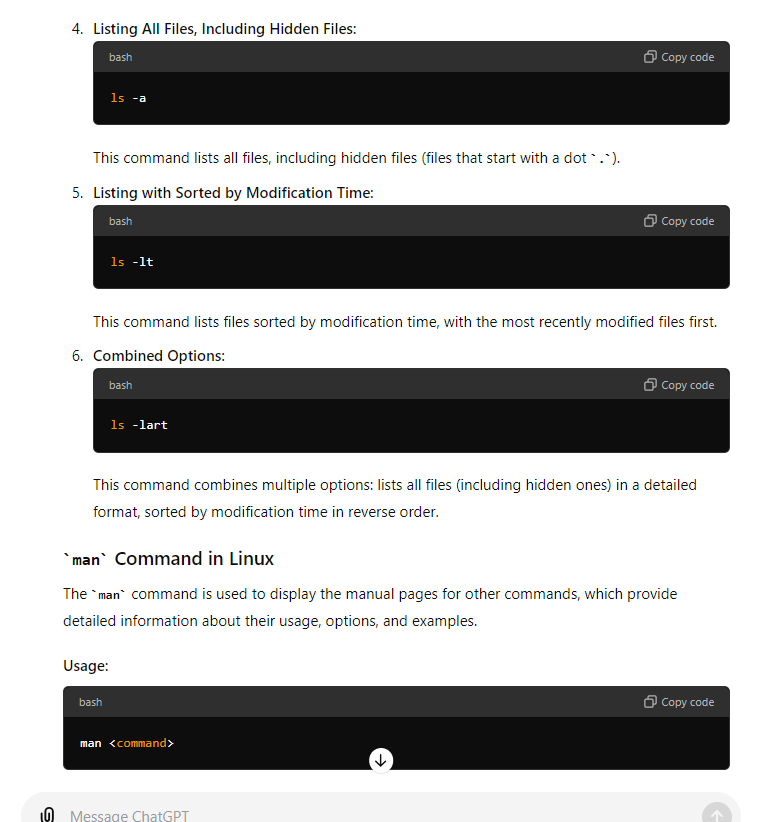 4. Listing All Files, Including Hidden Files:
bash Copy code
ls -a
This command lists all files, including hidden files (files that start with a dot `.`).
5. Listing with Sorted by Modification Time:
bash Copy code
ls -lt
This command lists files sorted by modification time, with the most recently modified files first.
6. Combined Options:
bash Copy code
ls -lart
This command combines multiple options: lists all files (including hidden ones) in a detailed
format, sorted by modification time in reverse order.
`man` Command in Linux
The `man` command is used to display the manual pages for other commands, which provide
detailed information about their usage, options, and examples.
Usage:
bash Copy code
man <command>
Message ChatGPT